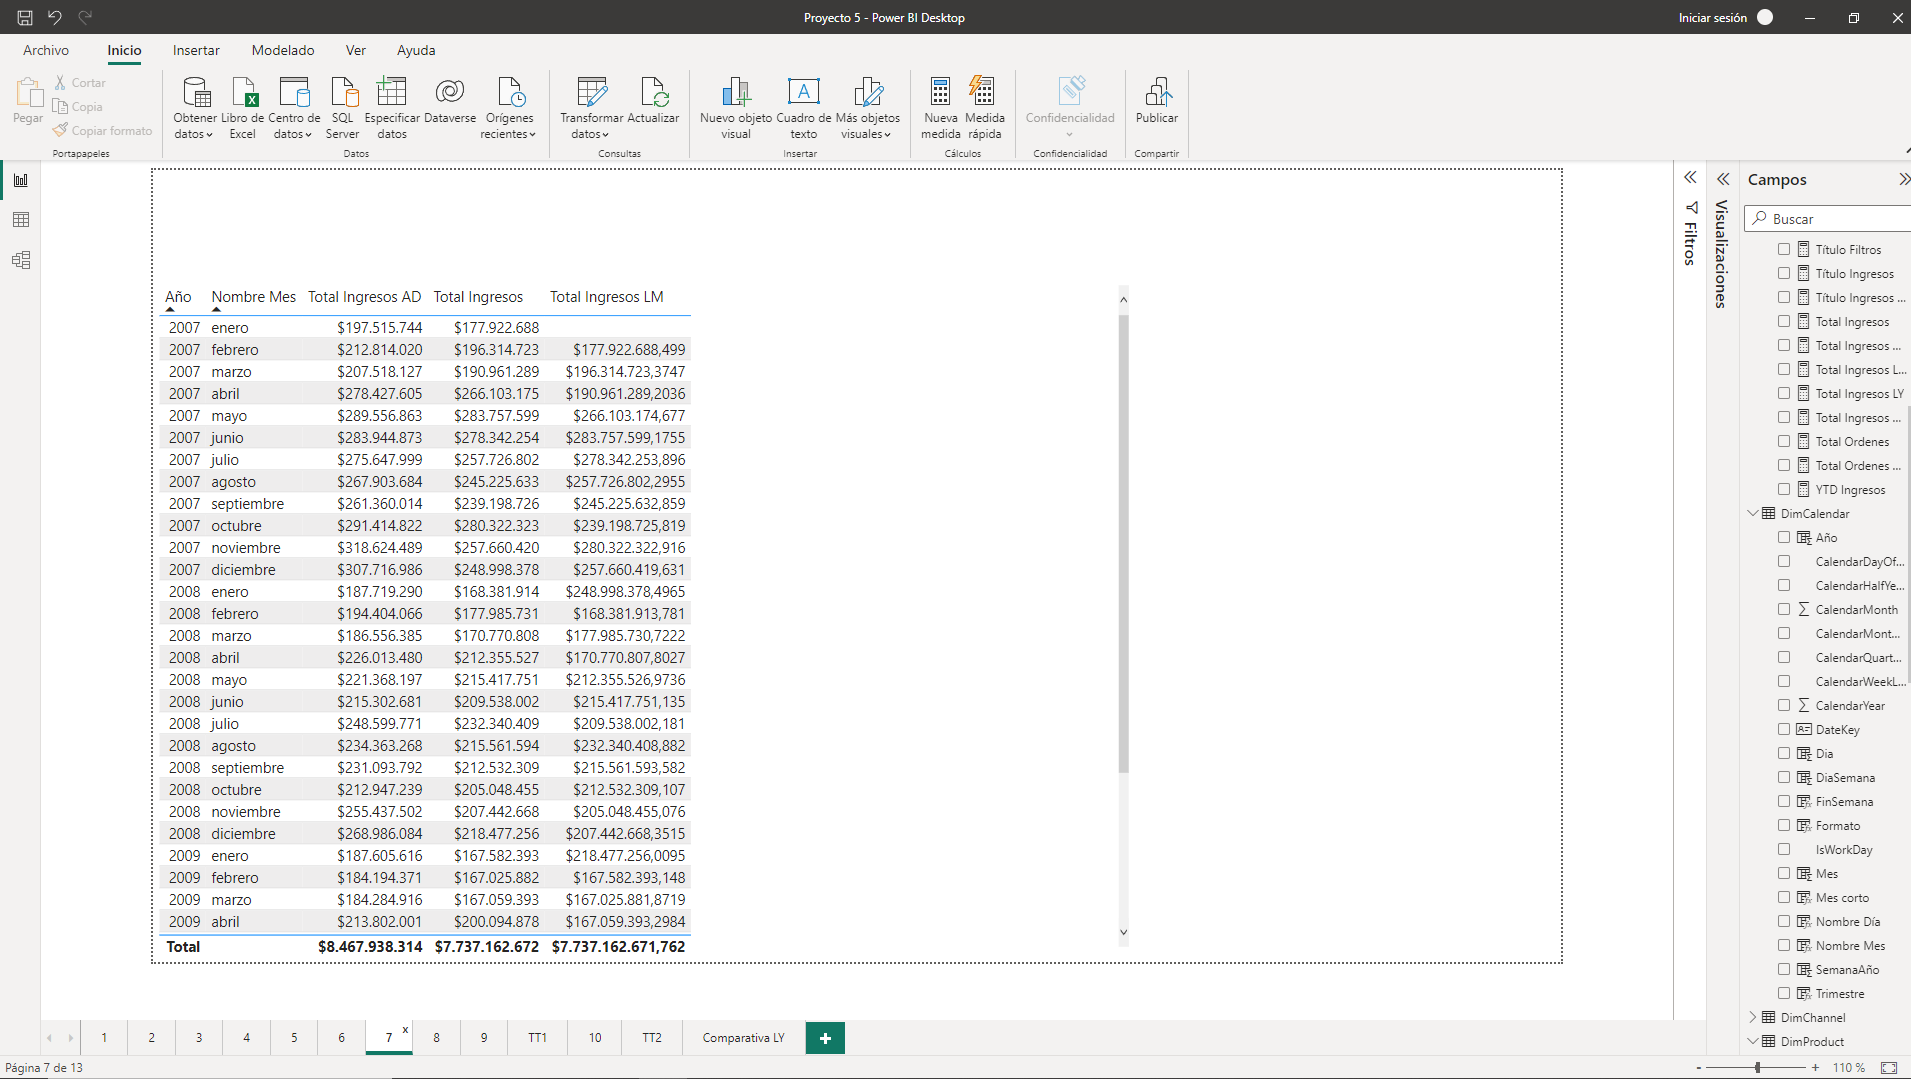 Proyecto 5 - Power BI Desktop
Iniciar sesión
Archivo
Inicio
Insertar
Modelado
Ver
Ayuda
Pegar
Cortar
Copia
Copiar formato
Portapapeles
Obtener datos
Libro de Excel
Centro de datos
SQL Server
Especificar datos
Dataverse
Orígenes recientes
Datos
Transformar datos
Actualizar
Consultas
Nuevo objeto visual
Cuadro de texto
Más objetos visuales
Insertar
Nueva medida
Medida rápida
Cálculos
Confidencialidad
Confidencialidad
Publicar
Compartir
Año Nombre Mes Total Ingresos AD Total Ingresos Total Ingresos LM
2007 enero $197.515.744 $177.922.688
2007 febrero $212.814.020 $196.314.723 $177.922.688,499
2007 marzo $207.518.127 $190.961.289 $196.314.723,3747
2007 abril $278.427.605 $266.103.175 $190.961.289,2036
2007 mayo $289.556.863 $283.757.599 $266.103.174,677
2007 junio $283.944.873 $278.342.254 $283.757.599,1755
2007 julio $275.647.999 $257.726.802 $278.342.253,896
2007 agosto $267.903.684 $245.225.633 $257.726.802,2955
2007 septiembre $261.360.014 $239.198.726 $245.225.632,859
2007 octubre $291.414.822 $280.322.323 $239.198.725,819
2007 noviembre $318.624.489 $257.660.420 $280.322.322,916
2007 diciembre $307.716.986 $248.998.378 $257.660.419,631
2008 enero $187.719.290 $168.381.914 $248.998.378,4965
2008 febrero $194.404.066 $177.985.731 $168.381.913,781
2008 marzo $186.556.385 $170.770.808 $177.985.730,7222
2008 abril $226.013.480 $212.355.527 $170.770.807,8027
2008 mayo $221.368.197 $215.417.751 $212.355.526,9736
2008 junio $215.302.681 $209.538.002 $215.417.751,135
2008 julio $248.599.771 $232.340.409 $209.538.002,181
2008 agosto $234.363.268 $215.561.594 $232.340.408,882
2008 septiembre $231.093.792 $212.532.309 $215.561.593,582
2008 octubre $212.947.239 $205.048.455 $212.532.309,107
2008 noviembre $255.437.502 $207.442.668 $205.048.455,076
2008 diciembre $268.986.084 $218.477.256 $207.442.668,3515
2009 enero $187.605.616 $167.582.393 $218.477.256,0095
2009 febrero $184.194.371 $167.025.882 $167.582.393,148
2009 marzo $184.284.916 $167.059.393 $167.025.881,8719
2009 abril $213.802.001 $200.094.878 $167.059.393,2984
Total $8.467.938.314 $7.737.162.672 $7.737.162.671,762
Filtros
Visualizaciones
Campos
Buscar
Título Filtros
Título Ingresos
Título Ingresos ...
Total Ingresos
Total Ingresos ...
Total Ingresos L...
Total Ingresos LY
Total Ingresos ...
Total Ordenes
Total Ordenes ...
YTD Ingresos
DimCalendar
Año
CalendarDayOf...
CalendarHalfYe...
CalendarMonth
CalendarMont...
CalendarQuart...
CalendarWeekL...
CalendarYear
DateKey
Dia
DiaSemana
FinSemana
Formato
IsWorkDay
Mes
Mes corto
Nombre Día
Nombre Mes
SemanaAño
Trimestre
DimChannel
DimProduct
1
2
3
4
5
6
7 x
8
9
TT1
10
TT2
Comparativa LY
+
Página 7 de 13
- + 110 %